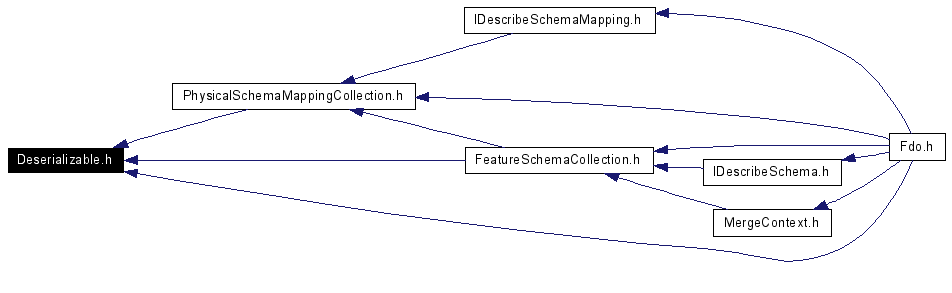 IDescribeSchemaMapping.h
PhysicalSchemaMappingCollection.h
Fdo.h
Deserializable.h
FeatureSchemaCollection.h
IDescribeSchema.h
MergeContext.h